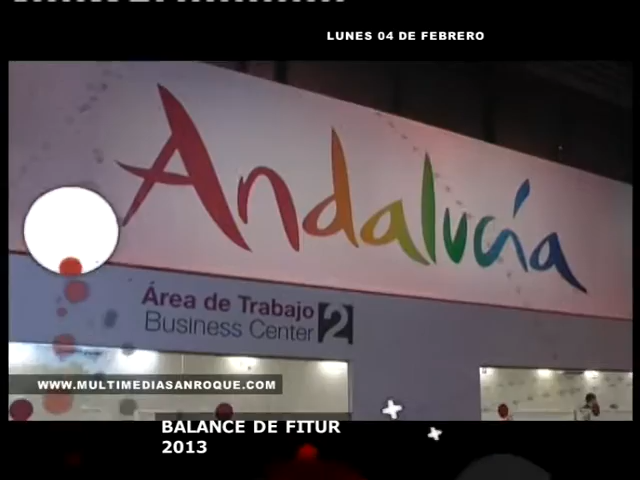 LUNES 04 DE FEBRERO
Andalucía
Área de Trabajo
Business Center 2
WWW.MULTIMEDIASANROQUE.COM
BALANCE DE FITUR
2013